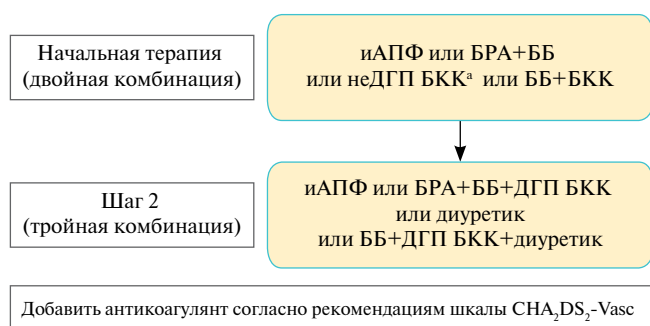 Начальная терапия
(двойная комбинация)
иАПФ или БРА+ББ
или неДГП БККᵃ или ББ+БКК
Шаг 2
(тройная комбинация)
иАПФ или БРА+ББ+ДГП БКК
или диуретик
или ББ+ДГП БКК+диуретик
Добавить антикоагулянт согласно рекомендациям шкалы CHA₂DS₂-Vasc